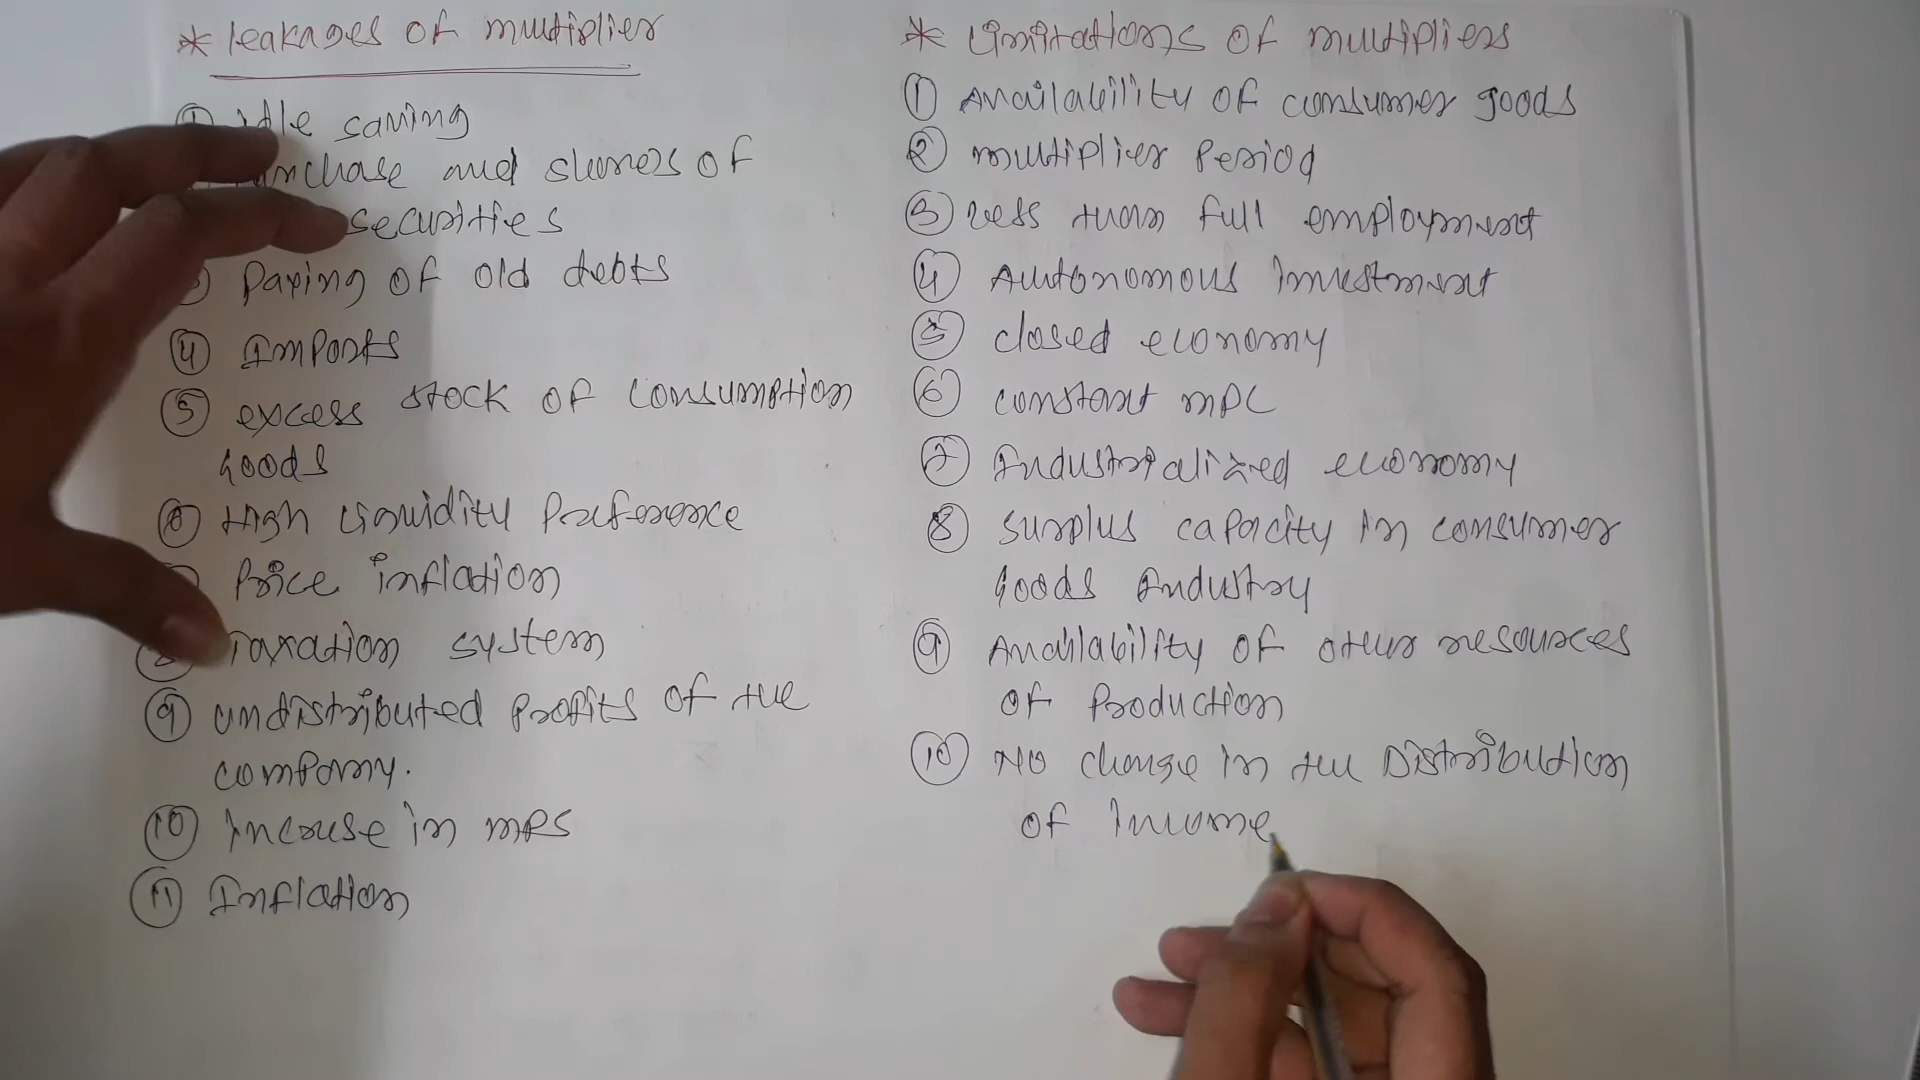 * Leakages of multiplier
① Idle saving
Purchase and shares of
securities
③ Paying of old debts
④ Imports
⑤ excess stock of consumption
Goods
⑥ High liquidity Preference
Price inflation
⑧ Taxation system
⑨ undistributed Profits of the
company.
⑩ Increase in MPS
⑪ Inflation
* Limitations of multipliers
① Availability of consumer goods
② multiplier Period
③ Less than full employment
④ Autonomous investment
⑤ closed economy
⑥ constant MPC
⑦ Industrialized economy
⑧ surplus capacity in consumer
Goods Industry
⑨ Availability of other resources
of Production
⑩ No change in the Distribution
of income